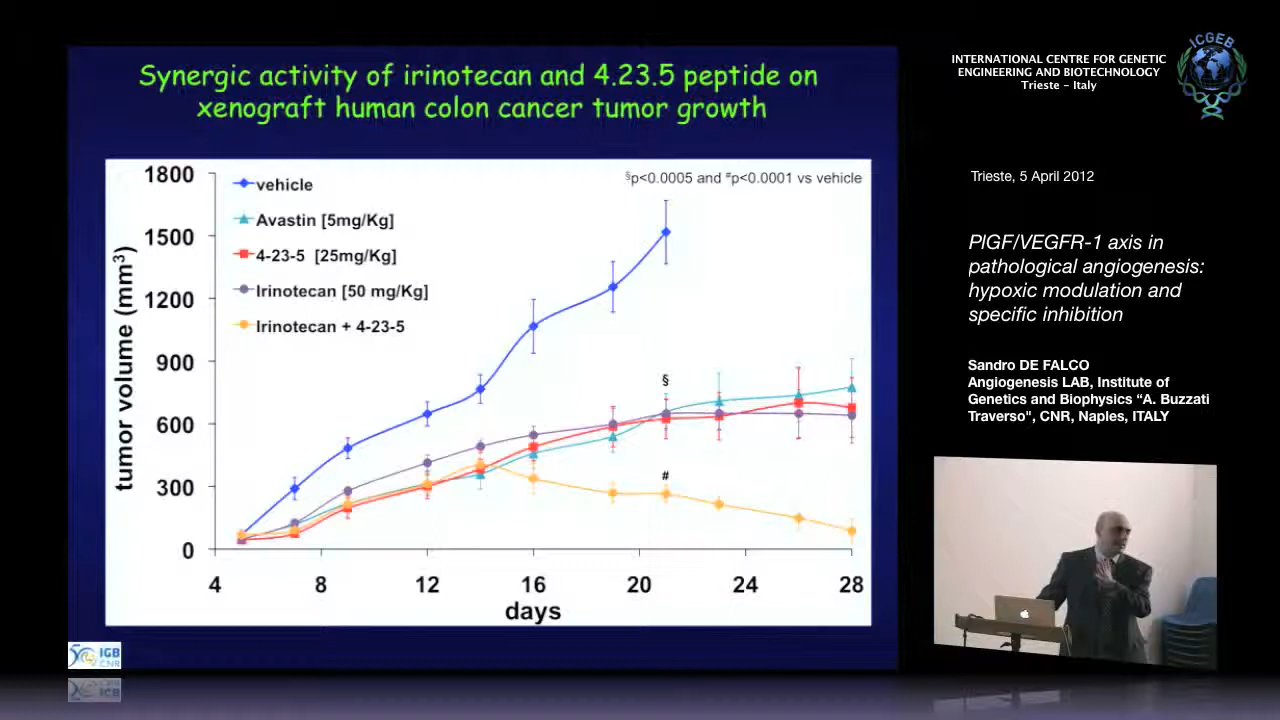 Synergic activity of irinotecan and 4.23.5 peptide on
xenograft human colon cancer tumor growth
§p<0.0005 and #p<0.0001 vs vehicle
vehicle
Avastin [5mg/Kg]
4-23-5 [25mg/Kg]
Irinotecan [50 mg/Kg]
Irinotecan + 4-23-5
tumor volume (mm³)
1800
1500
1200
900
600
300
0
§
#
4 8 12 16 20 24 28
days
IGB
CNR
INTERNATIONAL CENTRE FOR GENETIC
ENGINEERING AND BIOTECHNOLOGY
Trieste - Italy
ICGEB
Trieste, 5 April 2012
PlGF/VEGFR-1 axis in
pathological angiogenesis:
hypoxic modulation and
specific inhibition
Sandro DE FALCO
Angiogenesis LAB, Institute of
Genetics and Biophysics “A. Buzzati
Traverso", CNR, Naples, ITALY